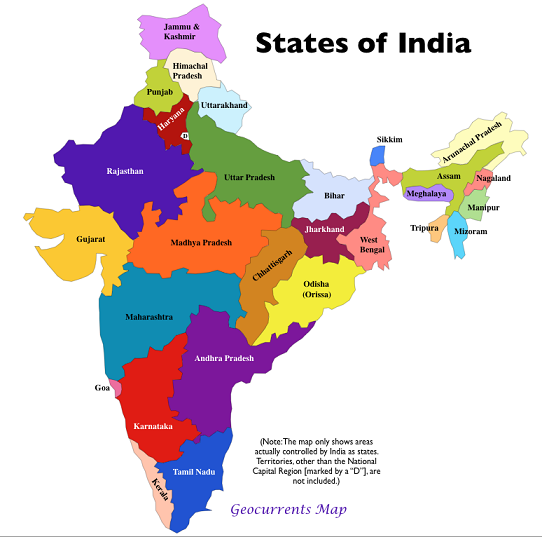 States of India
Jammu &
Kashmir
Himachal
Pradesh
Punjab
Uttarakhand
Haryana
D
Rajasthan
Uttar Pradesh
Sikkim
Arunachal Pradesh
Assam
Nagaland
Meghalaya
Manipur
Bihar
Tripura
Mizoram
Gujarat
Madhya Pradesh
Jharkhand
West
Bengal
Chhattisgarh
Odisha
(Orissa)
Maharashtra
Andhra Pradesh
Goa
Karnataka
Tamil Nadu
Kerala
(Note: The map only shows areas
actually controlled by India as states.
Territories, other than the National
Capital Region [marked by a “D”], are
not included.)
Geocurrents Map